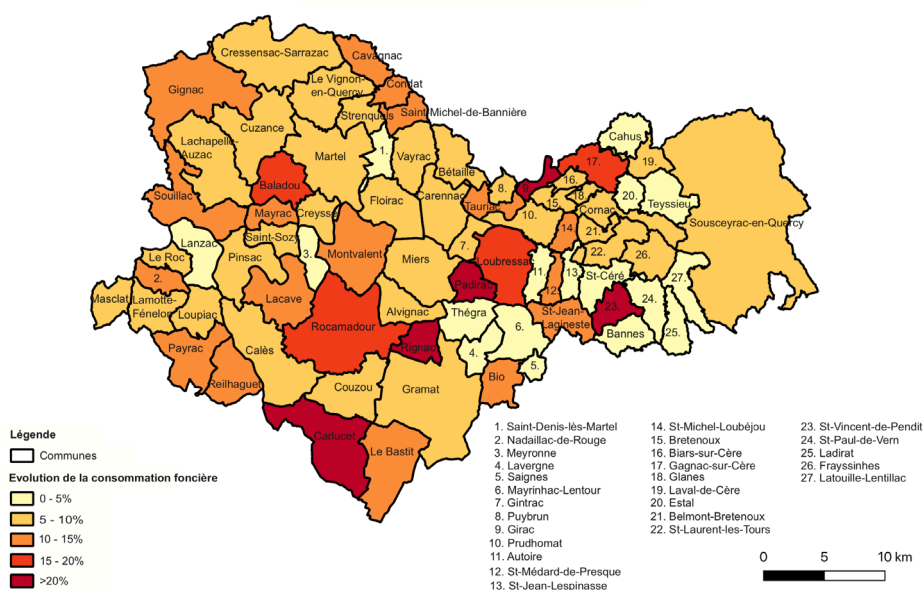 Cressensac-Sarrazac
Cavagnac
Gignac
Le Vignon-
en-Quercy
Condat
Strenquels
Saint-Michel-de-Bannière
Cuzance
Cahus
Lachapelle-
Auzac
Martel
1.
Vayrac
Bétaille
17.
19.
16.
Baladou
8.
9.
18.
20.
Teyssieu
Souillac
Floirac
Carennac
Tauriac
15.
Cornac
Mayrac
Creysse
10.
14.
21.
Sousceyrac-en-Quercy
Lanzac
Saint-Sozy
3.
Montvalent
7.
22.
26.
Le Roc
Pinsac
Miers
Loubressac
11.
13.
St-Céré
27.
2.
Padirac
12.
Masclat
Lamotte-
Fénelon
Lacave
24.
Loupiac
Rocamadour
Alvignac
Thégra
St-Jean-
Lagineste
23.
6.
Bannes
25.
Payrac
Calès
Rignac
4.
5.
Reilhaguet
Couzou
Gramat
Bio
Carlucet
Le Bastit
Légende
Communes
Evolution de la consommation foncière
0 - 5%
5 - 10%
10 - 15%
15 - 20%
>20%
1. Saint-Denis-lès-Martel
2. Nadaillac-de-Rouge
3. Meyronne
4. Lavergne
5. Saignes
6. Mayrinhac-Lentour
7. Gintrac
8. Puybrun
9. Girac
10. Prudhomat
11. Autoire
12. St-Médard-de-Presque
13. St-Jean-Lespinasse
14. St-Michel-Loubéjou
15. Bretenoux
16. Biars-sur-Cère
17. Gagnac-sur-Cère
18. Glanes
19. Laval-de-Cère
20. Estal
21. Belmont-Bretenoux
22. St-Laurent-les-Tours
23. St-Vincent-de-Pendit
24. St-Paul-de-Vern
25. Ladirat
26. Frayssinhes
27. Latouille-Lentillac
0 5 10 km